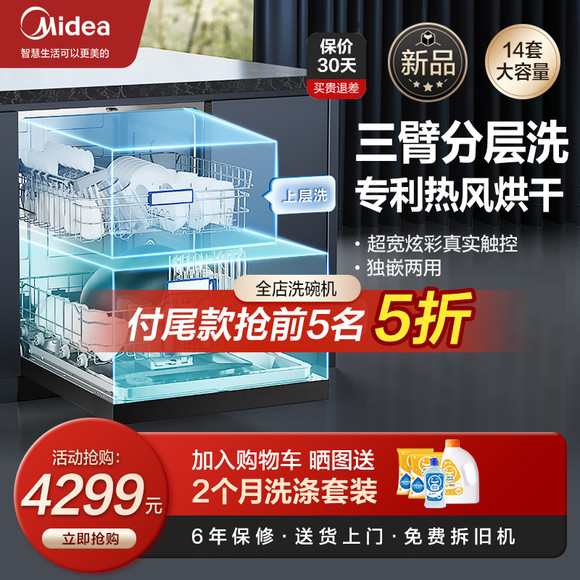 Midea
智慧生活可以更美的
保价
30天
买贵退差
新品
14套
大容量
三臂分层洗
专利热风烘干
• 超宽炫彩真实触控
• 独嵌两用
上层洗
全店洗碗机
付尾款抢前5名 5折
活动抢购:
4299元
立即抢购
加入购物车 晒图送
2个月洗涤套装
6年保修·送货上门·免费拆旧机